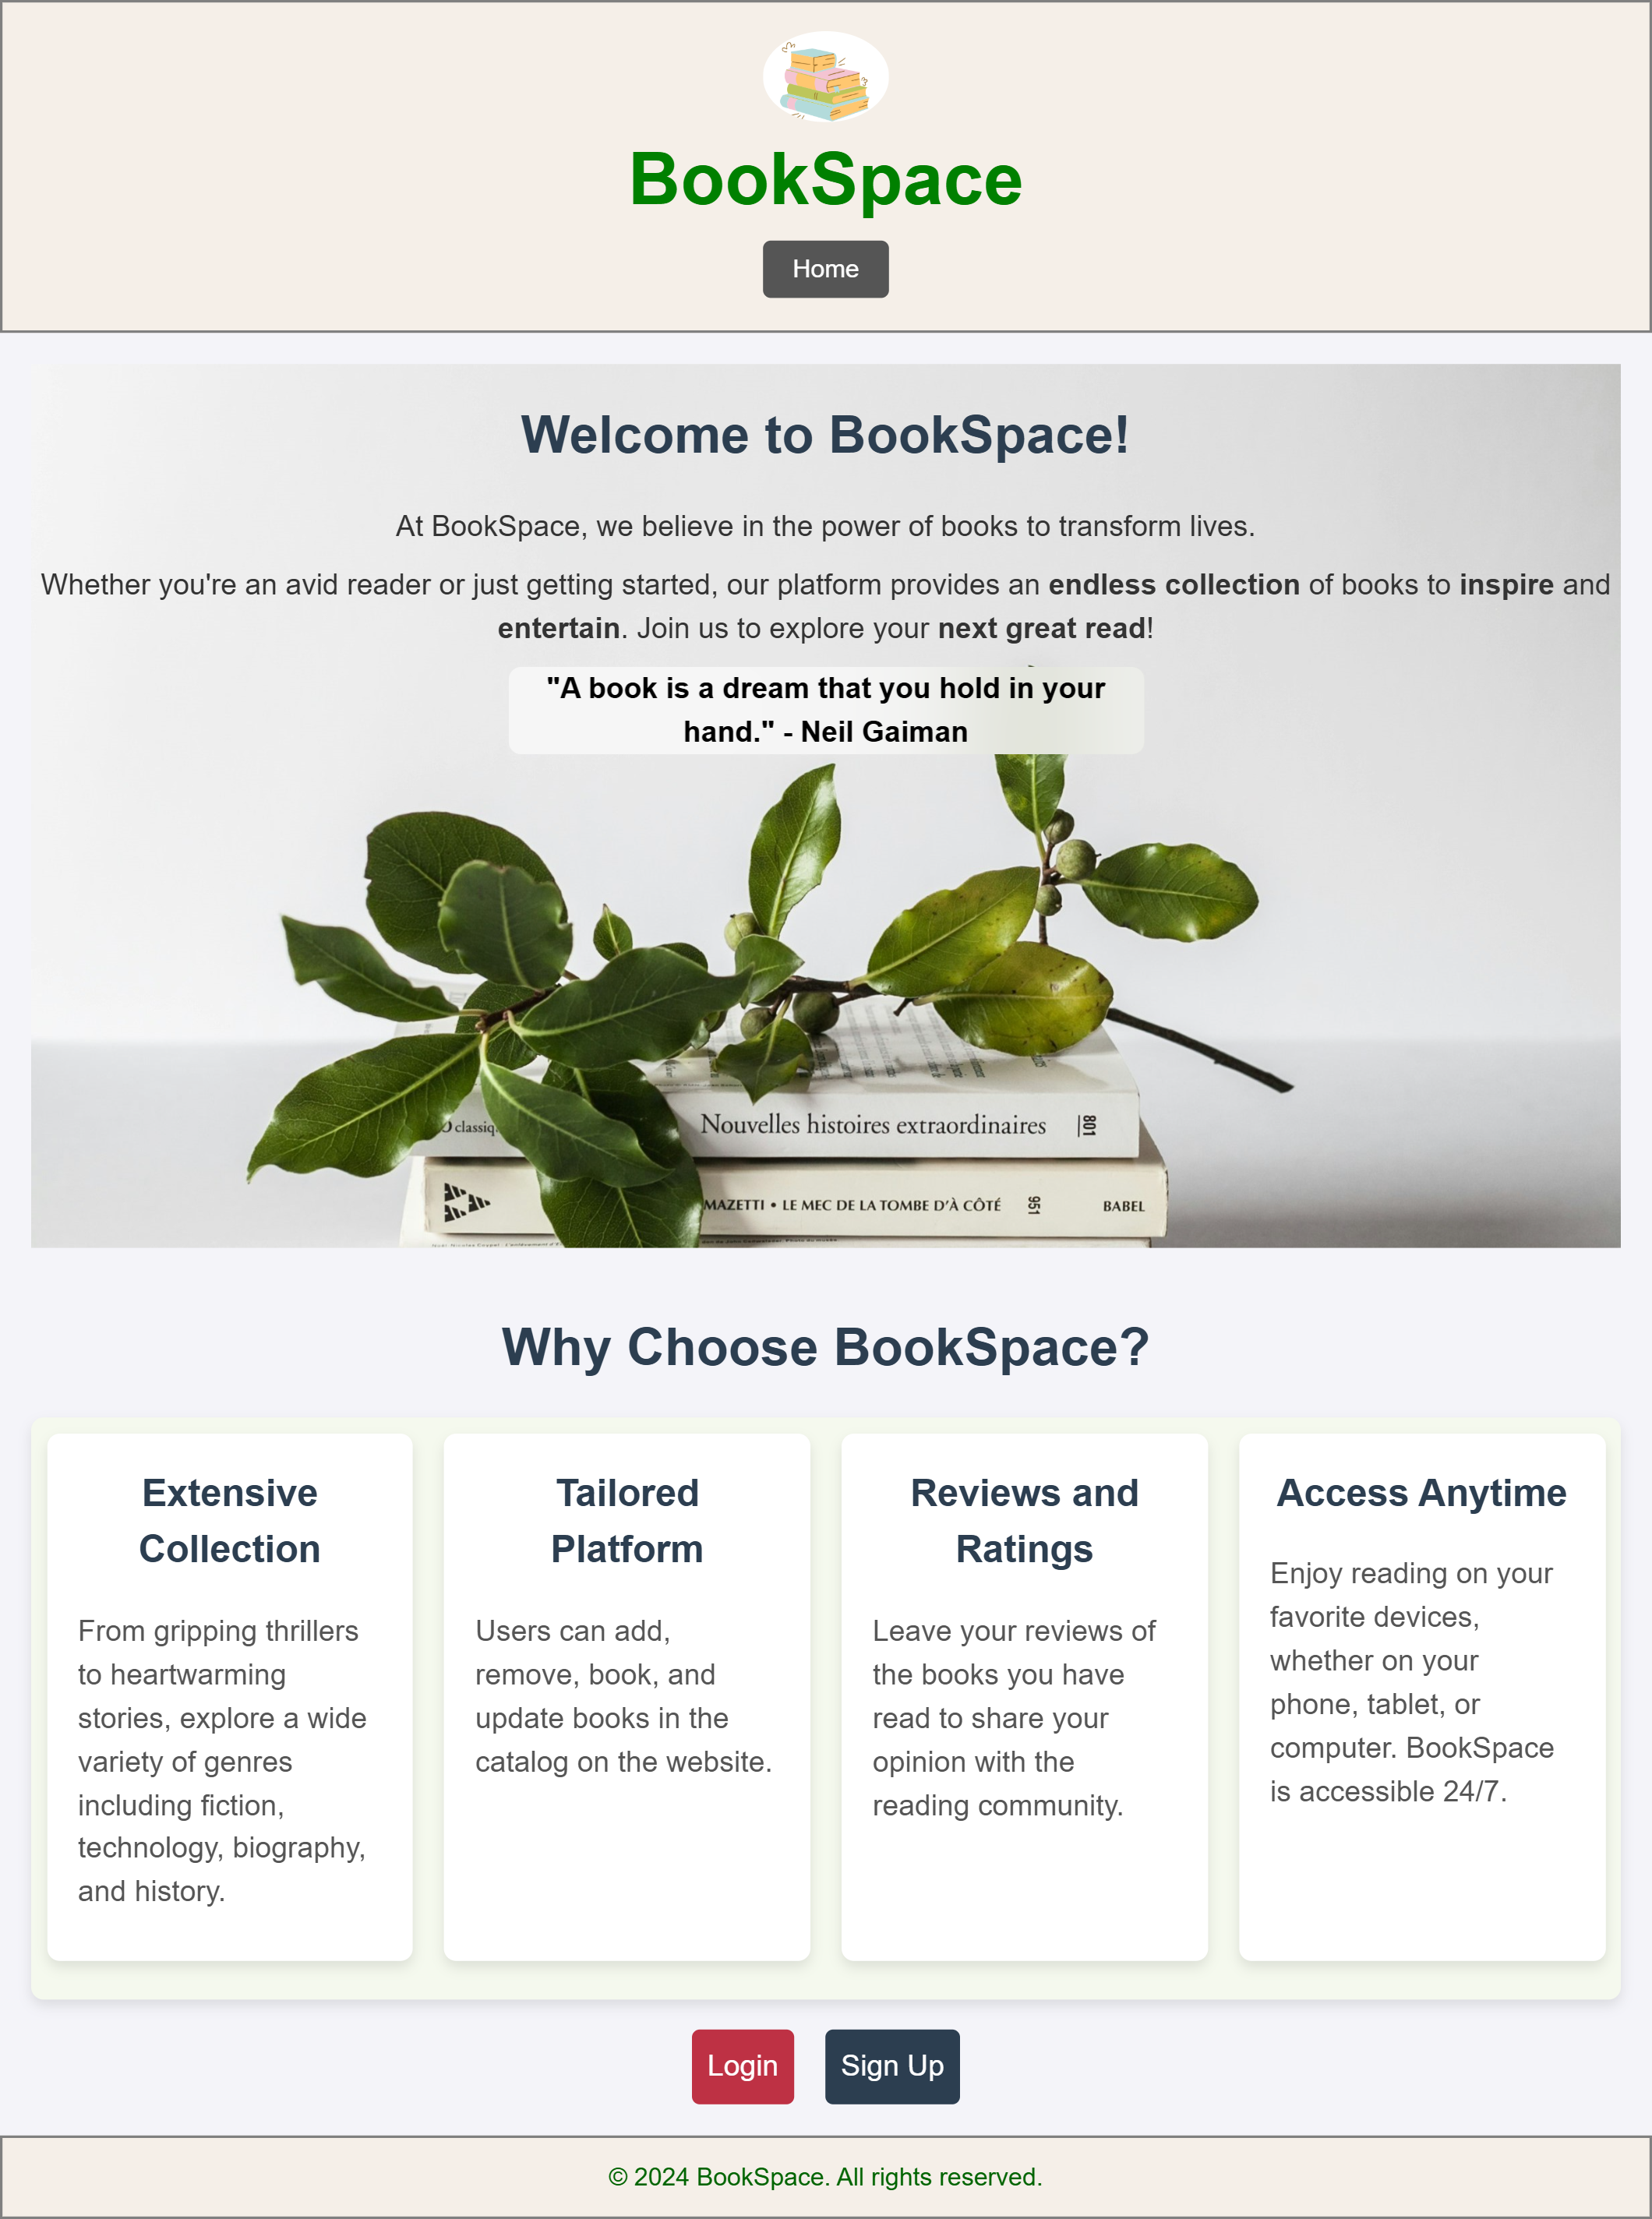 BookSpace
Home
Welcome to BookSpace!
At BookSpace, we believe in the power of books to transform lives.
Whether you're an avid reader or just getting started, our platform provides an endless collection of books to inspire and
entertain. Join us to explore your next great read!
"A book is a dream that you hold in your
hand." - Neil Gaiman
classiq
Nouvelles histoires extraordinaires
801
MAZETTI • LE MEC DE LA TOMBE D'À CÔTÉ
951
BABEL
Why Choose BookSpace?
Extensive
Collection
From gripping thrillers
to heartwarming
stories, explore a wide
variety of genres
including fiction,
technology, biography,
and history.
Tailored
Platform
Users can add,
remove, book, and
update books in the
catalog on the website.
Reviews and
Ratings
Leave your reviews of
the books you have
read to share your
opinion with the
reading community.
Access Anytime
Enjoy reading on your
favorite devices,
whether on your
phone, tablet, or
computer. BookSpace
is accessible 24/7.
Login
Sign Up
© 2024 BookSpace. All rights reserved.